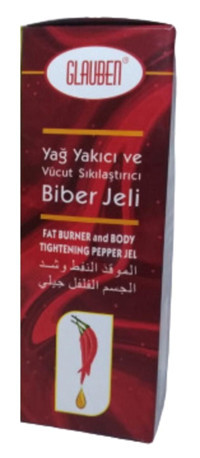 GLAUBEN
Yağ Yakıcı ve
Vücut Sıkılaştırıcı
Biber Jeli
FAT BURNER and BODY
TIGHTENING PEPPER JEL
الموقد النفط وشد
الجسم الفلفل جيلي